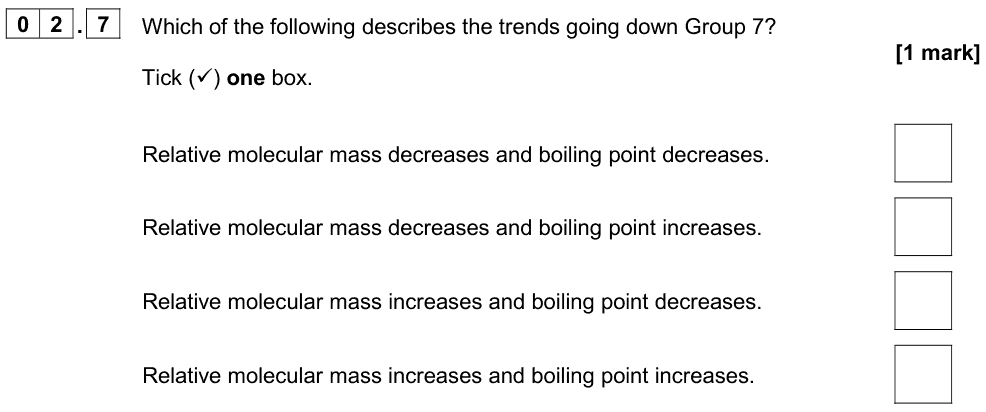 02.7 Which of the following describes the trends going down Group 7?
[1 mark]
Tick (✓) one box.
Relative molecular mass decreases and boiling point decreases.
Relative molecular mass decreases and boiling point increases.
Relative molecular mass increases and boiling point decreases.
Relative molecular mass increases and boiling point increases.